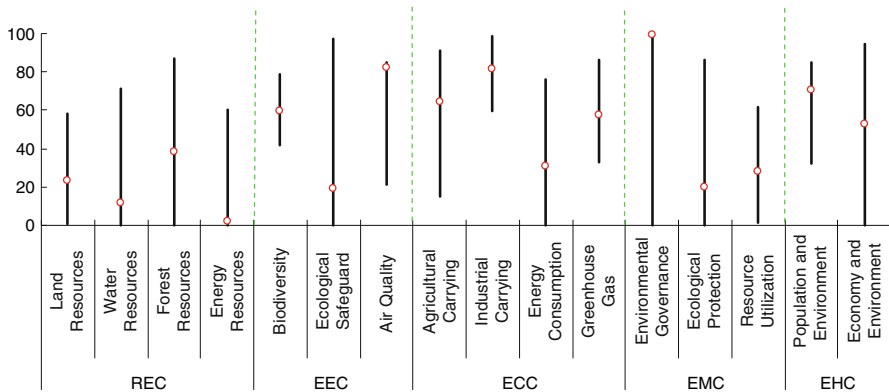 100
80
60
40
20
0
Land
Resources
Water
Resources
Forest
Resources
Energy
Resources
Biodiversity
Ecological
Safeguard
Air Quality
Agricultural
Carrying
Industrial
Carrying
Energy
Consumption
Greenhouse
Gas
Environmental
Governance
Ecological
Protection
Resource
Utilization
Population and
Environment
Economy and
Environment
REC
EEC
ECC
EMC
EHC